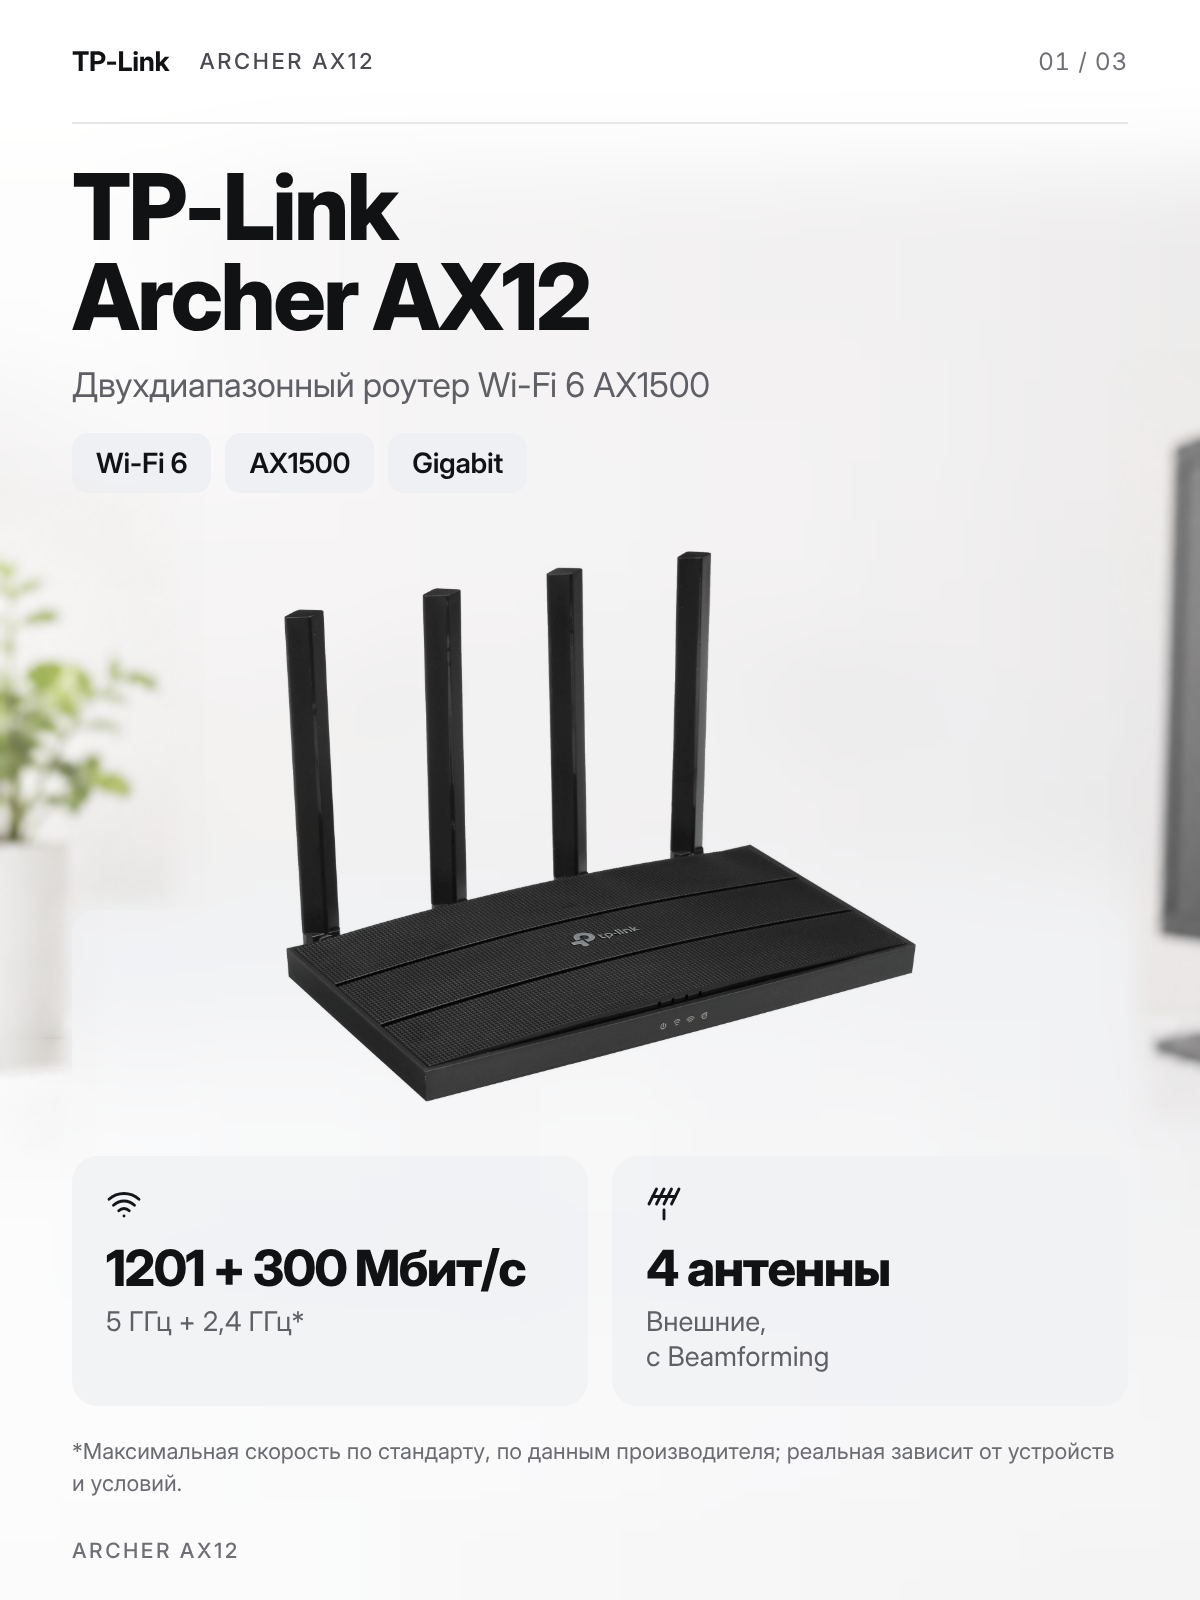 TP-Link ARCHER AX12 01 / 03
TP-Link
Archer AX12
Двухдиапазонный роутер Wi-Fi 6 AX1500
Wi-Fi 6 AX1500 Gigabit
tp-link
1201 + 300 Мбит/с
5 ГГц + 2,4 ГГц*
4 антенны
Внешние,
с Beamforming
*Максимальная скорость по стандарту, по данным производителя; реальная зависит от устройств
и условий.
ARCHER AX12